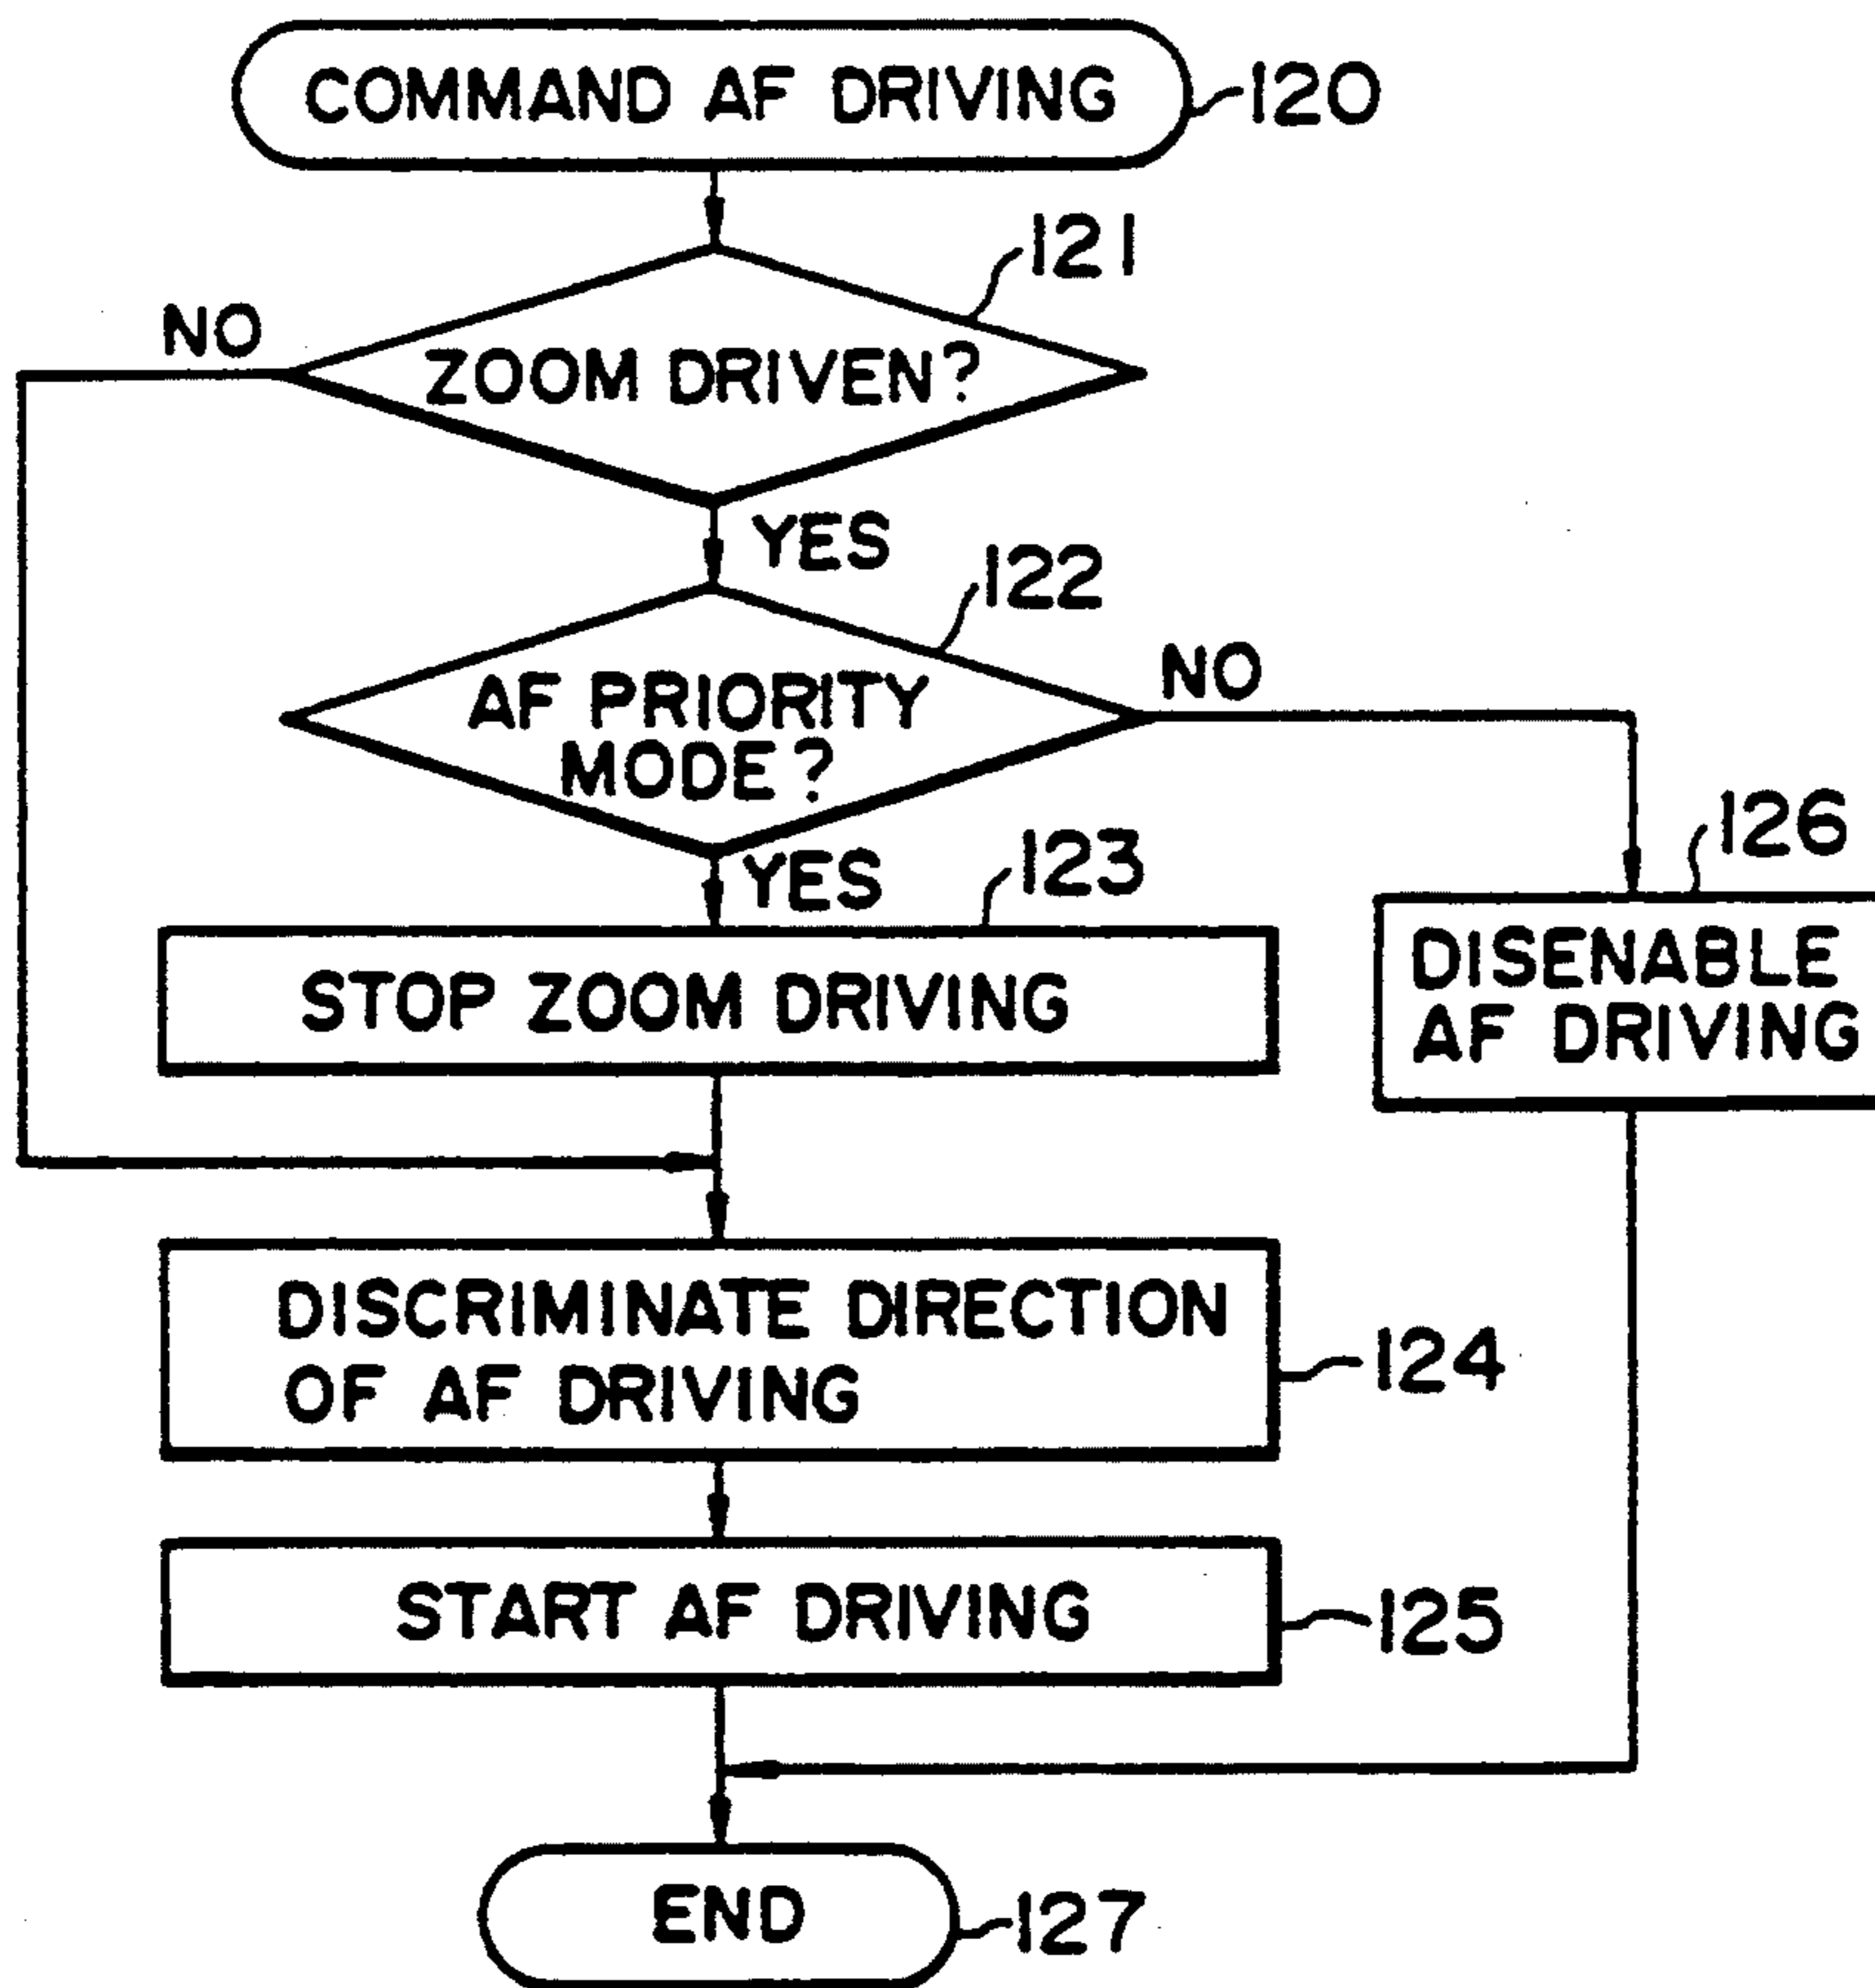 COMMAND AF DRIVING
120
121
NO
ZOOM DRIVEN?
YES
122
NO
AF PRIORITY
MODE?
YES
123
126
STOP ZOOM DRIVING
DISENABLE
AF DRIVING
DISCRIMINATE DIRECTION
OF AF DRIVING
124
START AF DRIVING
125
END
127